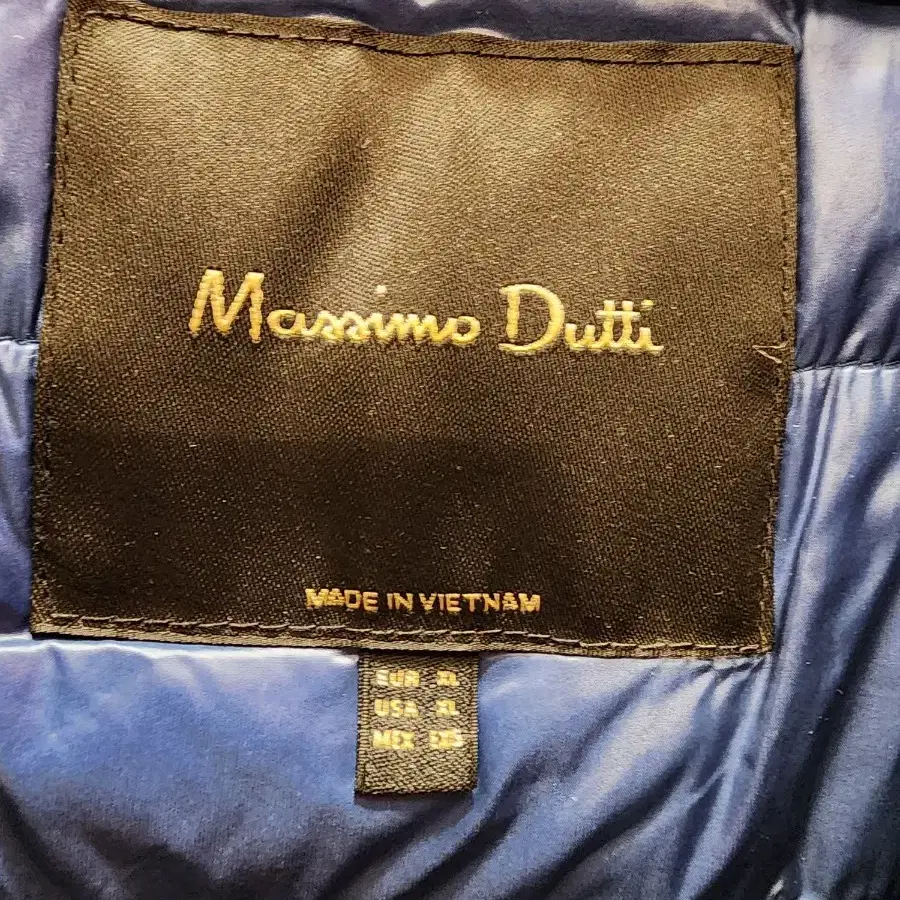 Massimo Dutti
MADE IN VIETNAM
EUR XL
USA XL
MEX